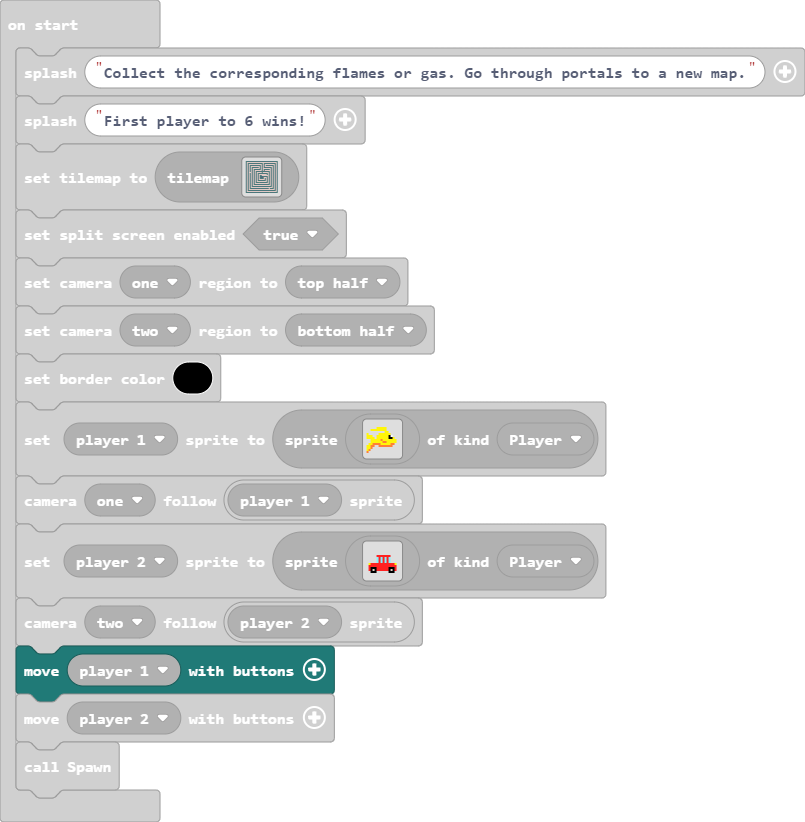 on start
splash "Collect the corresponding flames or gas. Go through portals to a new map."
splash "First player to 6 wins!"
set tilemap to tilemap
set split screen enabled true
set camera one region to top half
set camera two region to bottom half
set border color
set player 1 sprite to sprite of kind Player
camera one follow player 1 sprite
set player 2 sprite to sprite of kind Player
camera two follow player 2 sprite
move player 1 with buttons
move player 2 with buttons
call Spawn